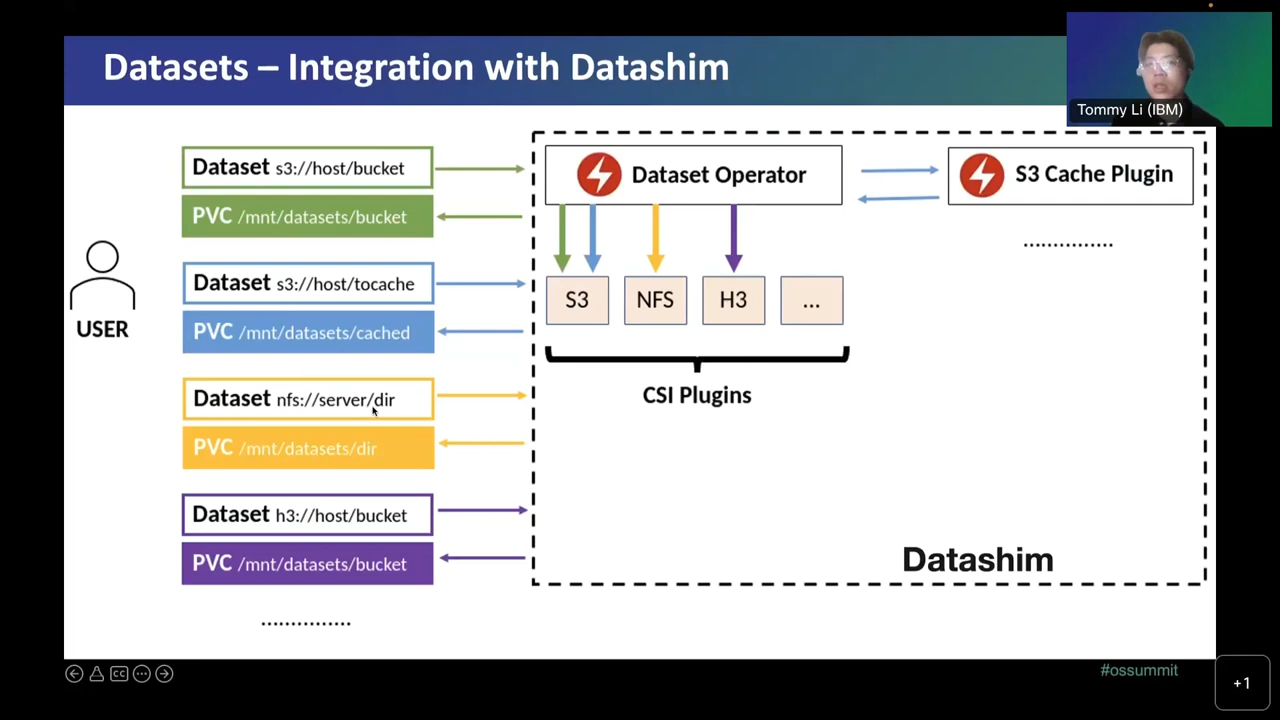 Datasets – Integration with Datashim
Tommy Li (IBM)
Dataset s3://host/bucket
PVC /mnt/datasets/bucket
Dataset s3://host/tocache
PVC /mnt/datasets/cached
Dataset nfs://server/dir
PVC /mnt/datasets/dir
Dataset h3://host/bucket
PVC /mnt/datasets/bucket
...............
USER
Dataset Operator
S3 Cache Plugin
...............
S3
NFS
H3
...
CSI Plugins
Datashim
CC
#ossummit
+1